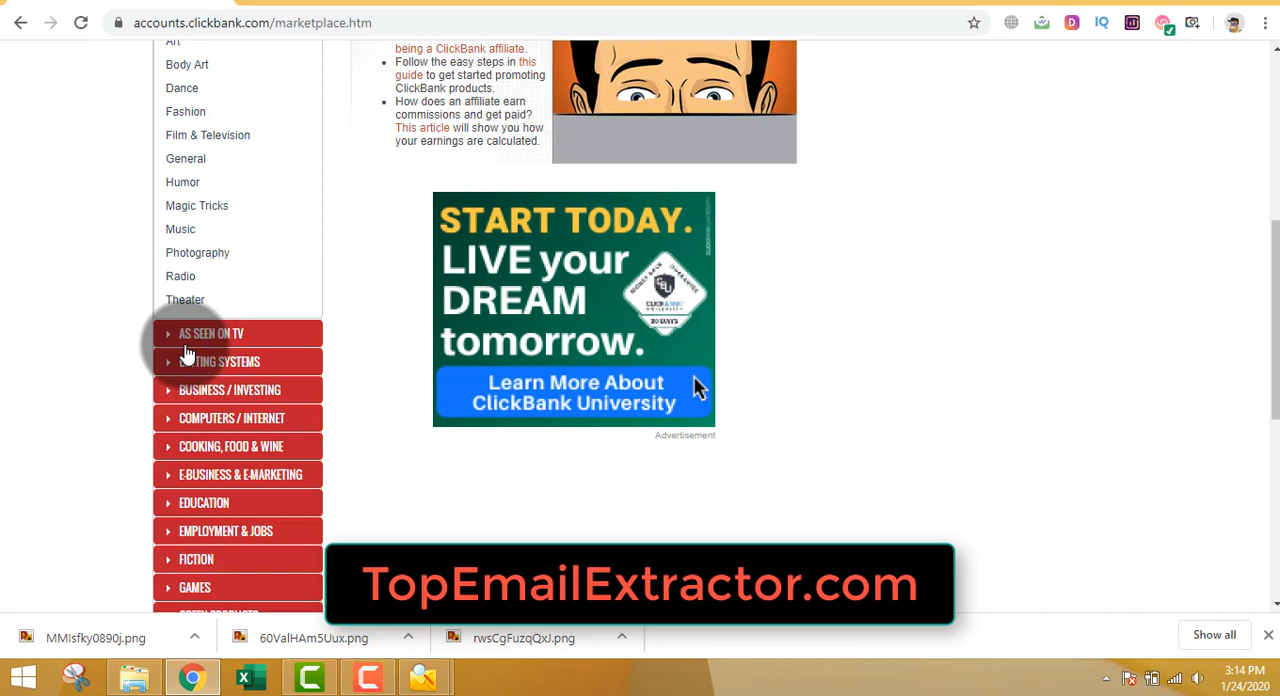 accounts.clickbank.com/marketplace.htm
Art
Body Art
Dance
Fashion
Film & Television
General
Humor
Magic Tricks
Music
Photography
Radio
Theater
AS SEEN ON TV
BETTING SYSTEMS
BUSINESS / INVESTING
COMPUTERS / INTERNET
COOKING, FOOD & WINE
E-BUSINESS & E-MARKETING
EDUCATION
EMPLOYMENT & JOBS
FICTION
GAMES
GREEN PRODUCTS
being a ClickBank affiliate.
Follow the easy steps in this
guide to get started promoting
ClickBank products.
How does an affiliate earn
commissions and get paid?
This article will show you how
your earnings are calculated.
START TODAY.
LIVE your
DREAM
tomorrow.
Learn More About
ClickBank University
Advertisement
TopEmailExtractor.com
MMIsfky0890j.png
60ValHAm5Uux.png
rwsCgFuzqQxJ.png
Show all
3:14 PM
1/24/2020